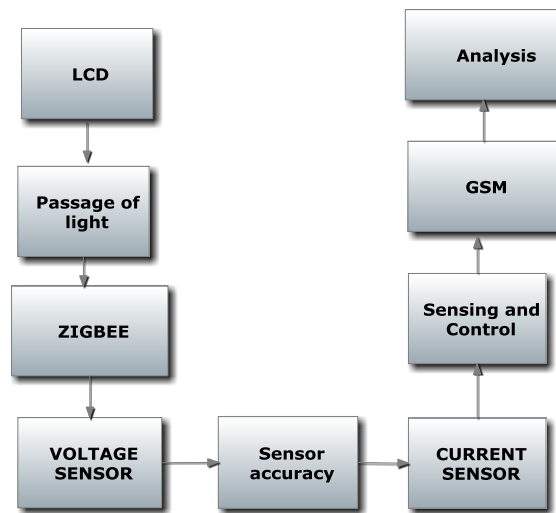 LCD
Passage of
light
ZIGBEE
VOLTAGE
SENSOR
Sensor
accuracy
CURRENT
SENSOR
Sensing and
Control
GSM
Analysis